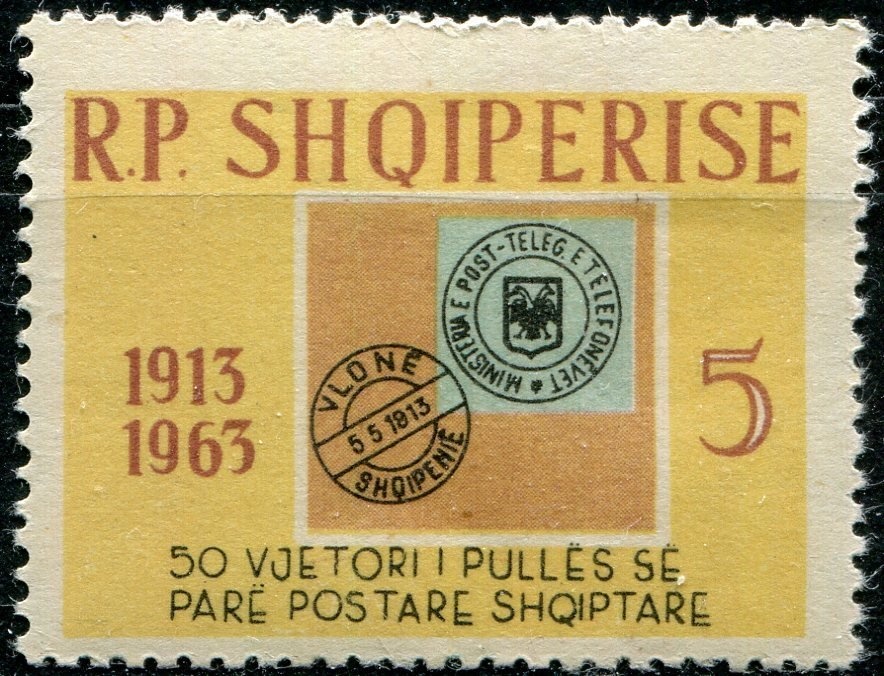 R.P. SHQIPERISE
MINISTERIA E POST-TELEG. E TELEFONËVET *
1913
1963
5
VLONË
5 5 1913
SHQIPENIË
50 VJETORI I PULLËS SË
PARË POSTARE SHQIPTARE